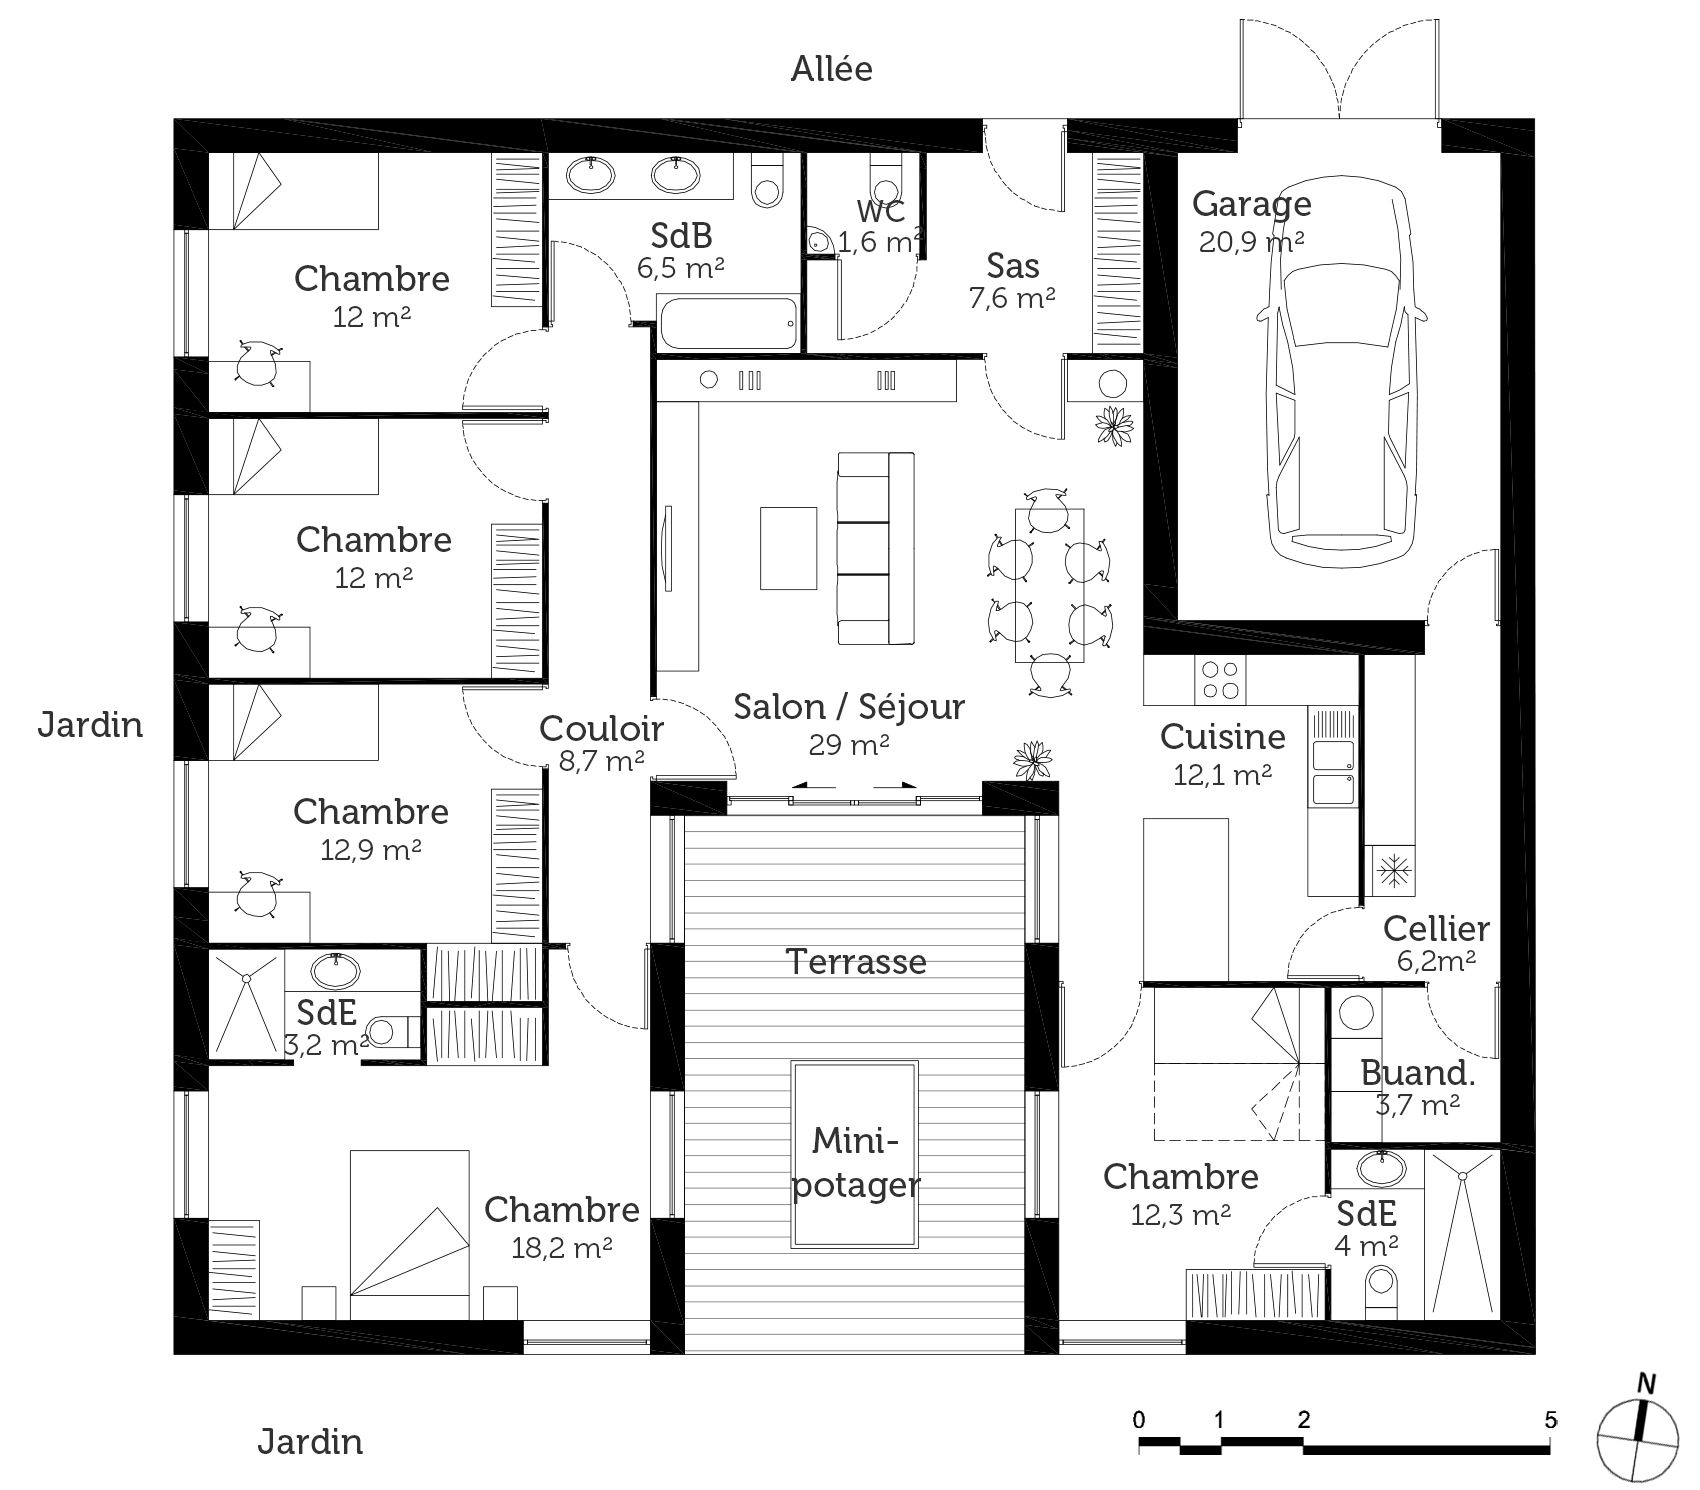 Allée
Garage
20,9 m²
WC
1,6 m²
SdB
6,5 m²
Sas
7,6 m²
Chambre
12 m²
Chambre
12 m²
Jardin
Couloir
8,7 m²
Salon / Séjour
29 m²
Cuisine
12,1 m²
Chambre
12,9 m²
Terrasse
Cellier
6,2m²
SdE
3,2 m²
Buand.
3,7 m²
Mini-
potager
Chambre
18,2 m²
Chambre
12,3 m²
SdE
4 m²
Jardin
0 1 2 5
N